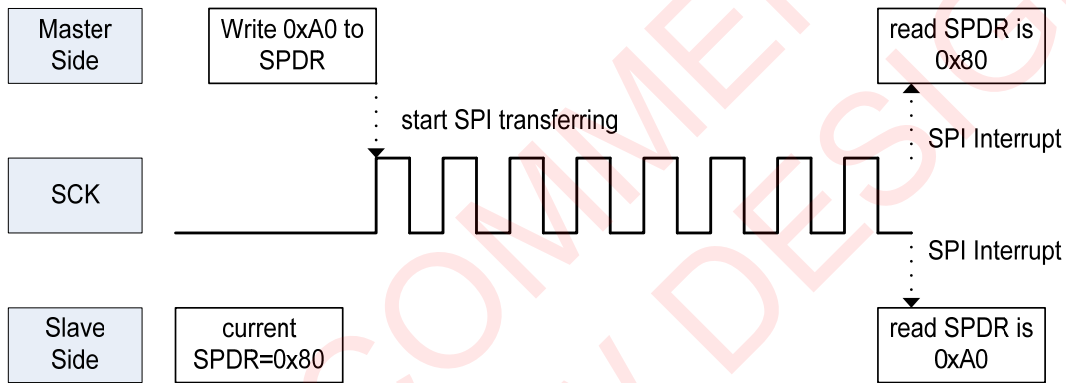 Master
Side
Write 0xA0 to
SPDR
read SPDR is
0x80
start SPI transferring
SPI Interrupt
SCK
SPI Interrupt
Slave
Side
current
SPDR=0x80
read SPDR is
0xA0